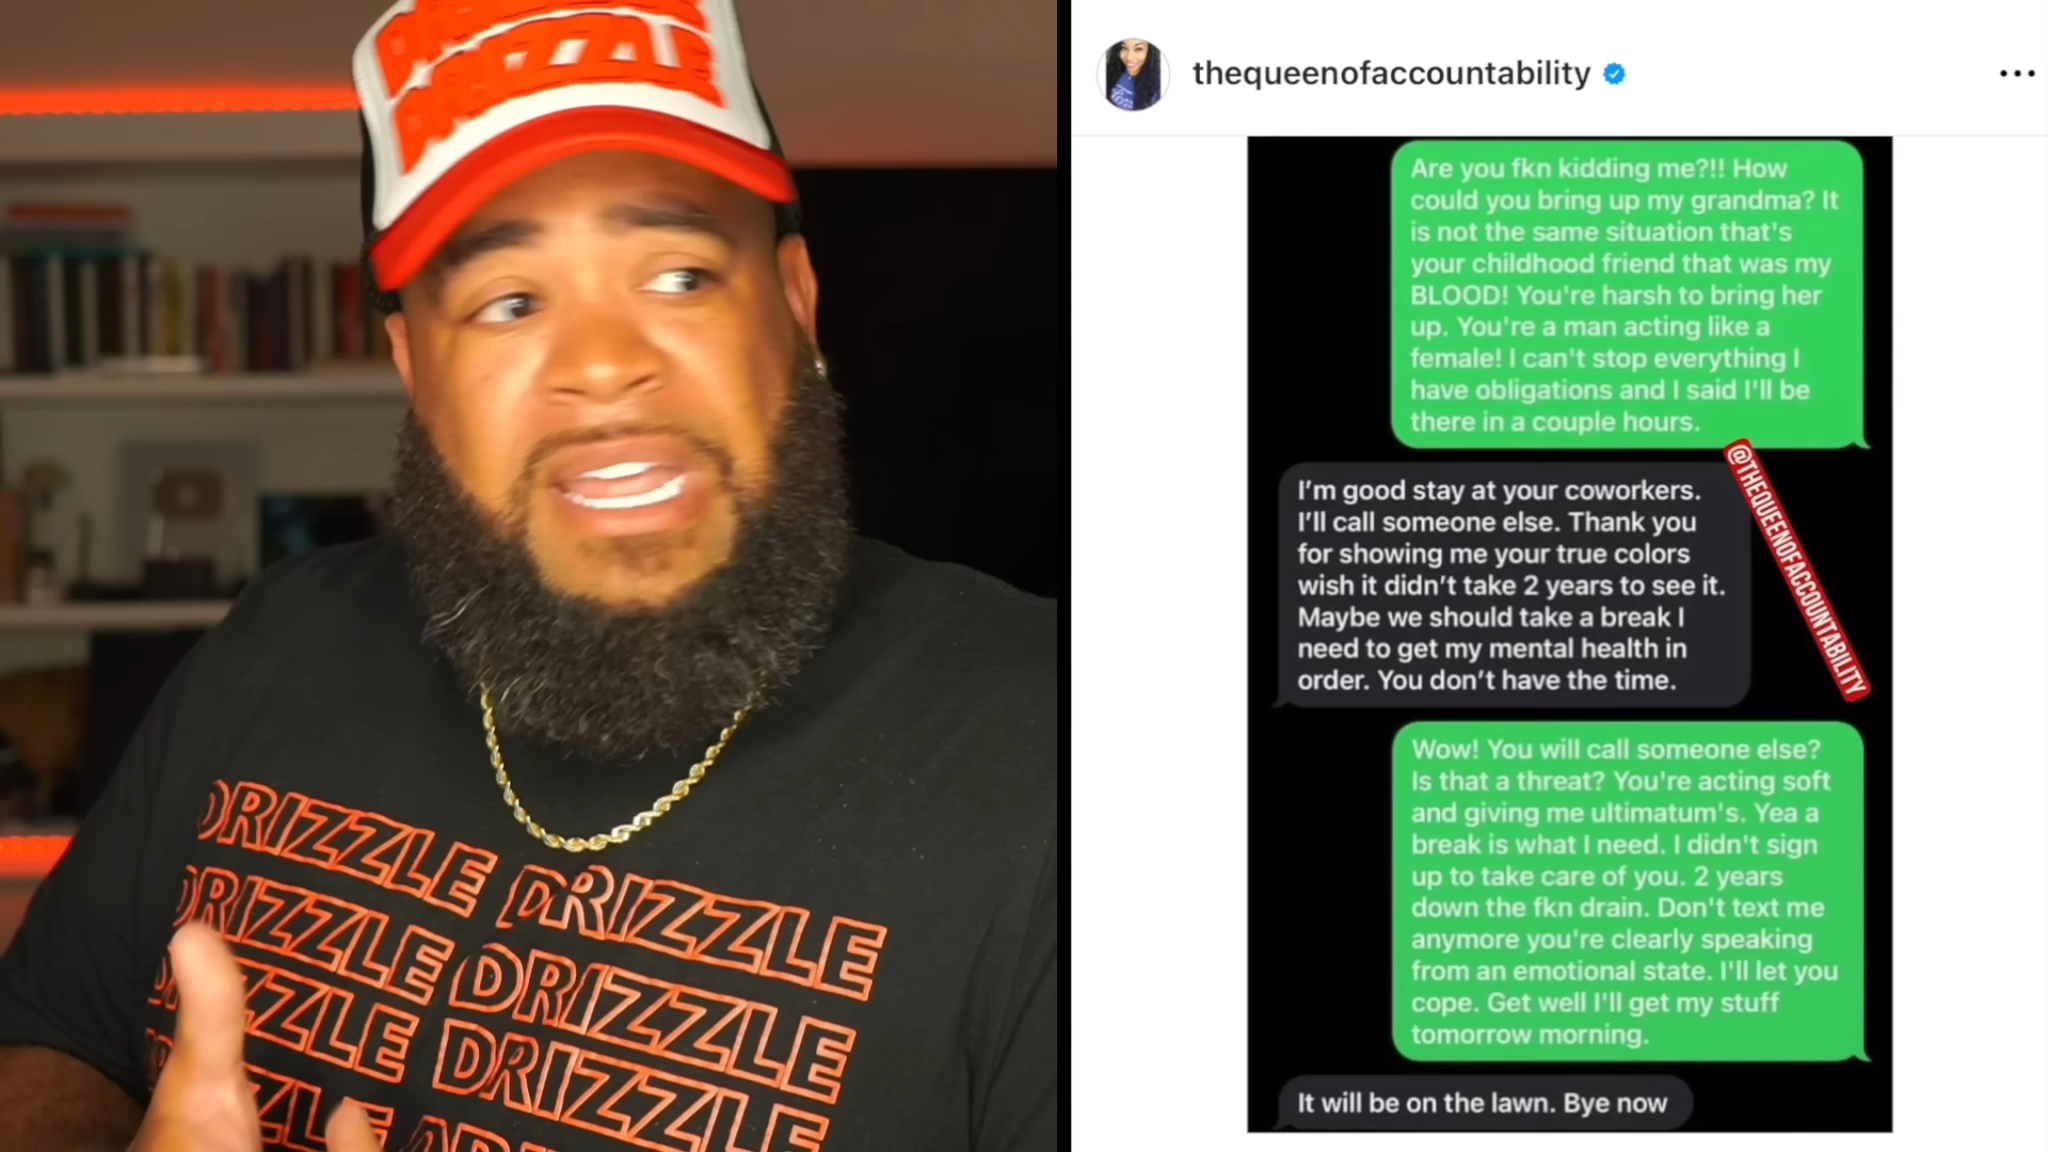 DRIZZLE
DRIZZLE DRIZZLE
DRIZZLE DRIZZLE
DRIZZLE DRIZZLE
thequeenofaccountability
Are you fkn kidding me?!! How
could you bring up my grandma? It
is not the same situation that's
your childhood friend that was my
BLOOD! You're harsh to bring her
up. You're a man acting like a
female! I can't stop everything I
have obligations and I said I'll be
there in a couple hours.
@THEQUEENOFACCOUNTABILITY
I'm good stay at your coworkers.
I'll call someone else. Thank you
for showing me your true colors
wish it didn't take 2 years to see it.
Maybe we should take a break I
need to get my mental health in
order. You don't have the time.
Wow! You will call someone else?
Is that a threat? You're acting soft
and giving me ultimatum's. Yea a
break is what I need. I didn't sign
up to take care of you. 2 years
down the fkn drain. Don't text me
anymore you're clearly speaking
from an emotional state. I'll let you
cope. Get well I'll get my stuff
tomorrow morning.
It will be on the lawn. Bye now